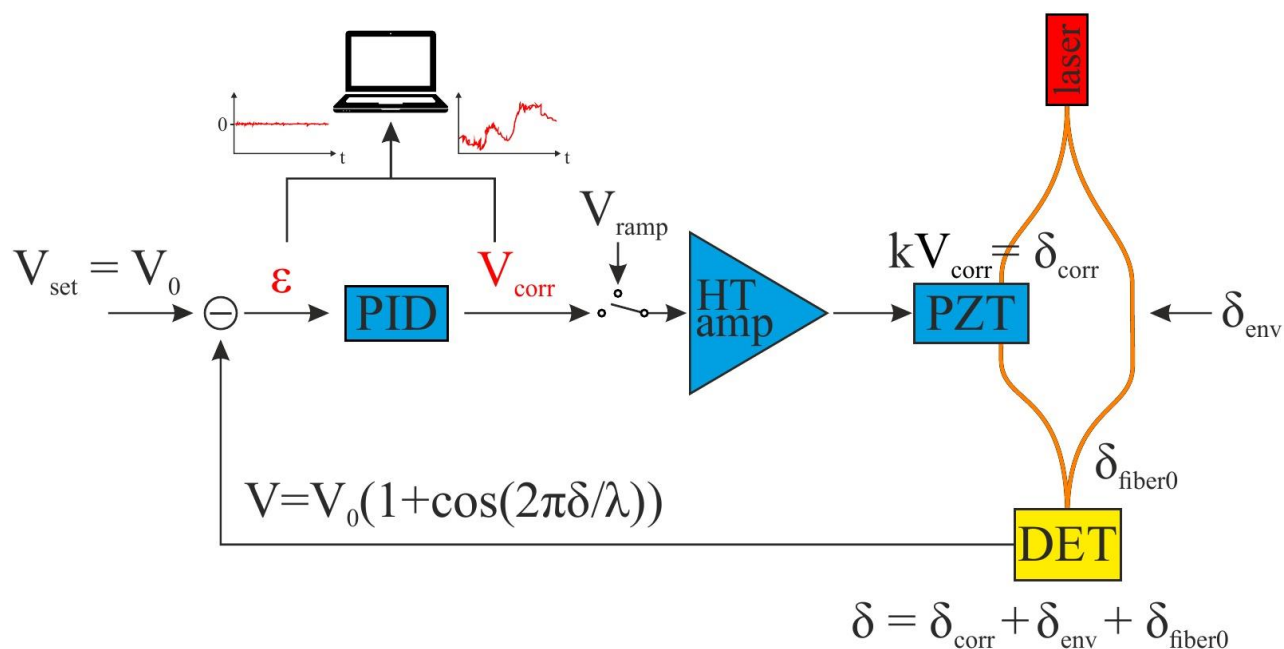 laser
0
t
t
V_ramp
V_set = V_0
ε
V_corr
kV_corr = δ_corr
PID
HT
amp
PZT
δ_env
δ_fiber0
V=V_0(1+cos(2πδ/λ))
DET
δ = δ_corr + δ_env + δ_fiber0